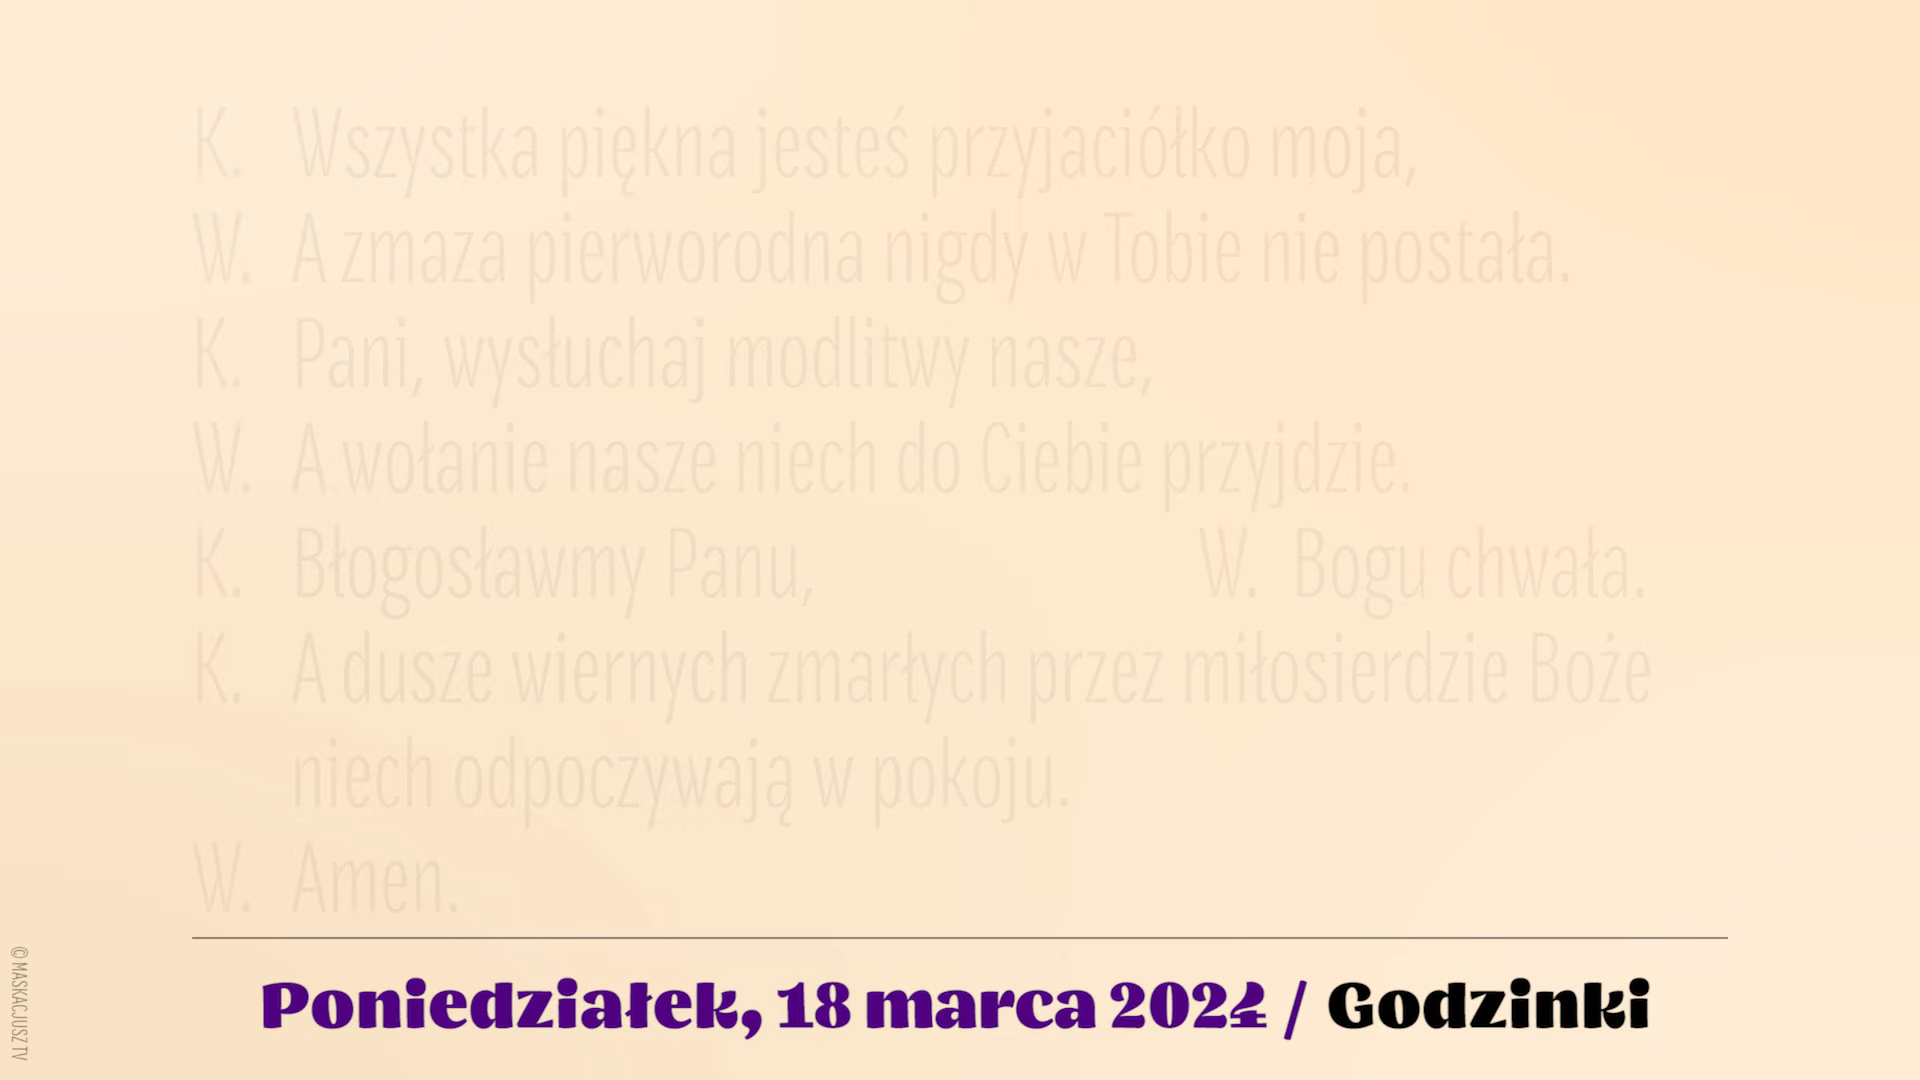 K. Wszystka piękna jesteś przyjaciółko moja,
W. A zmaza pierworodna nigdy w Tobie nie postała.
K. Pani, wysłuchaj modlitwy nasze,
W. A wołanie nasze niech do Ciebie przyjdzie.
K. Błogosławmy Panu, W. Bogu chwała.
K. A dusze wiernych zmarłych przez miłosierdzie Boże
niech odpoczywają w pokoju.
W. Amen.
Poniedziałek, 18 marca 2024 / Godzinki
© MASKACJUSZ TV